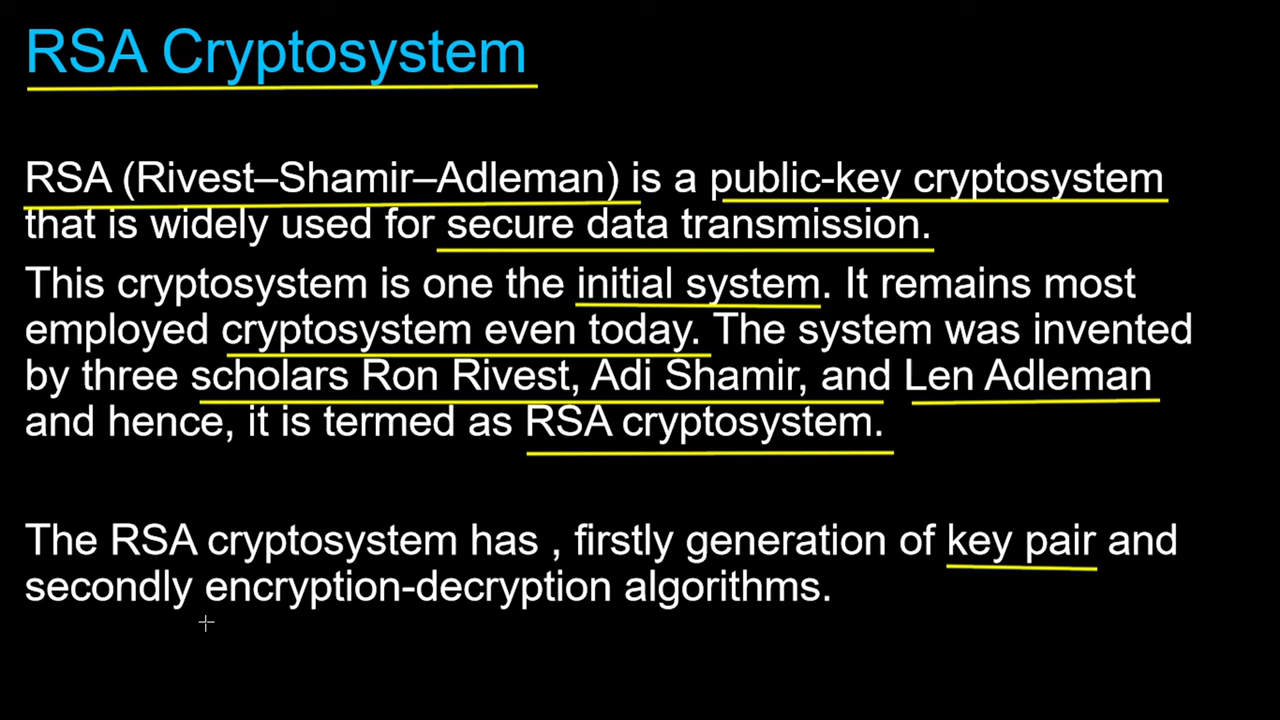 RSA Cryptosystem
RSA (Rivest–Shamir–Adleman) is a public-key cryptosystem
that is widely used for secure data transmission.
This cryptosystem is one the initial system. It remains most
employed cryptosystem even today. The system was invented
by three scholars Ron Rivest, Adi Shamir, and Len Adleman
and hence, it is termed as RSA cryptosystem.
The RSA cryptosystem has , firstly generation of key pair and
secondly encryption-decryption algorithms.